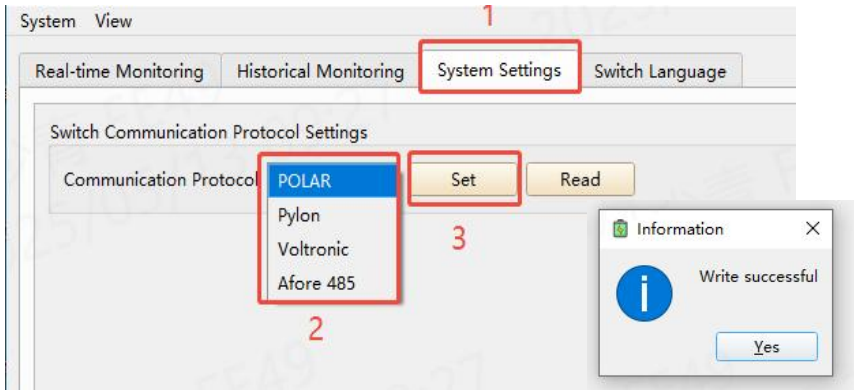 System View
1
Real-time Monitoring Historical Monitoring System Settings Switch Language
Switch Communication Protocol Settings
Communication Protocol POLAR Set Read
Pylon
Voltronic
Afore 485
2
3
Information
Write successful
Yes